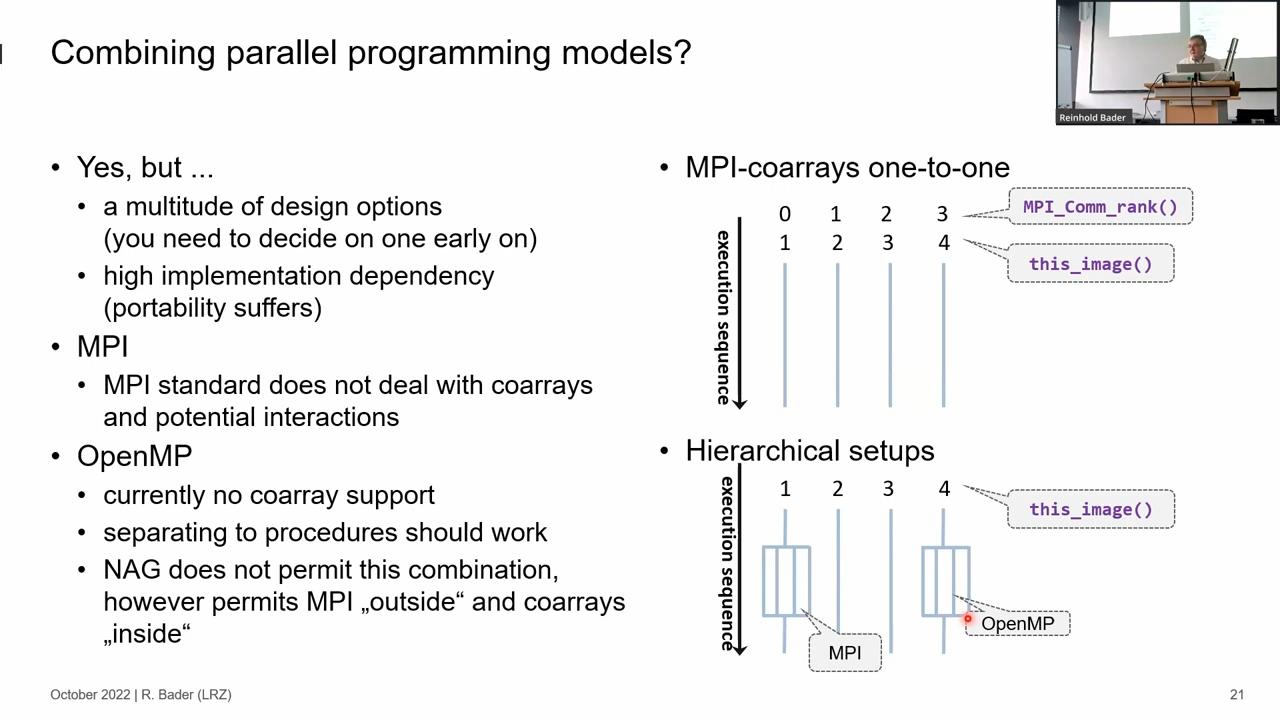 Combining parallel programming models?
Reinhold Bader
• Yes, but ...
• a multitude of design options
(you need to decide on one early on)
• high implementation dependency
(portability suffers)
• MPI
• MPI standard does not deal with coarrays
and potential interactions
• OpenMP
• currently no coarray support
• separating to procedures should work
• NAG does not permit this combination,
however permits MPI „outside“ and coarrays
„inside“
• MPI-coarrays one-to-one
0 1 2 3
MPI_Comm_rank()
1 2 3 4
this_image()
execution sequence
• Hierarchical setups
1 2 3 4
this_image()
execution sequence
OpenMP
MPI
October 2022 | R. Bader (LRZ)
21